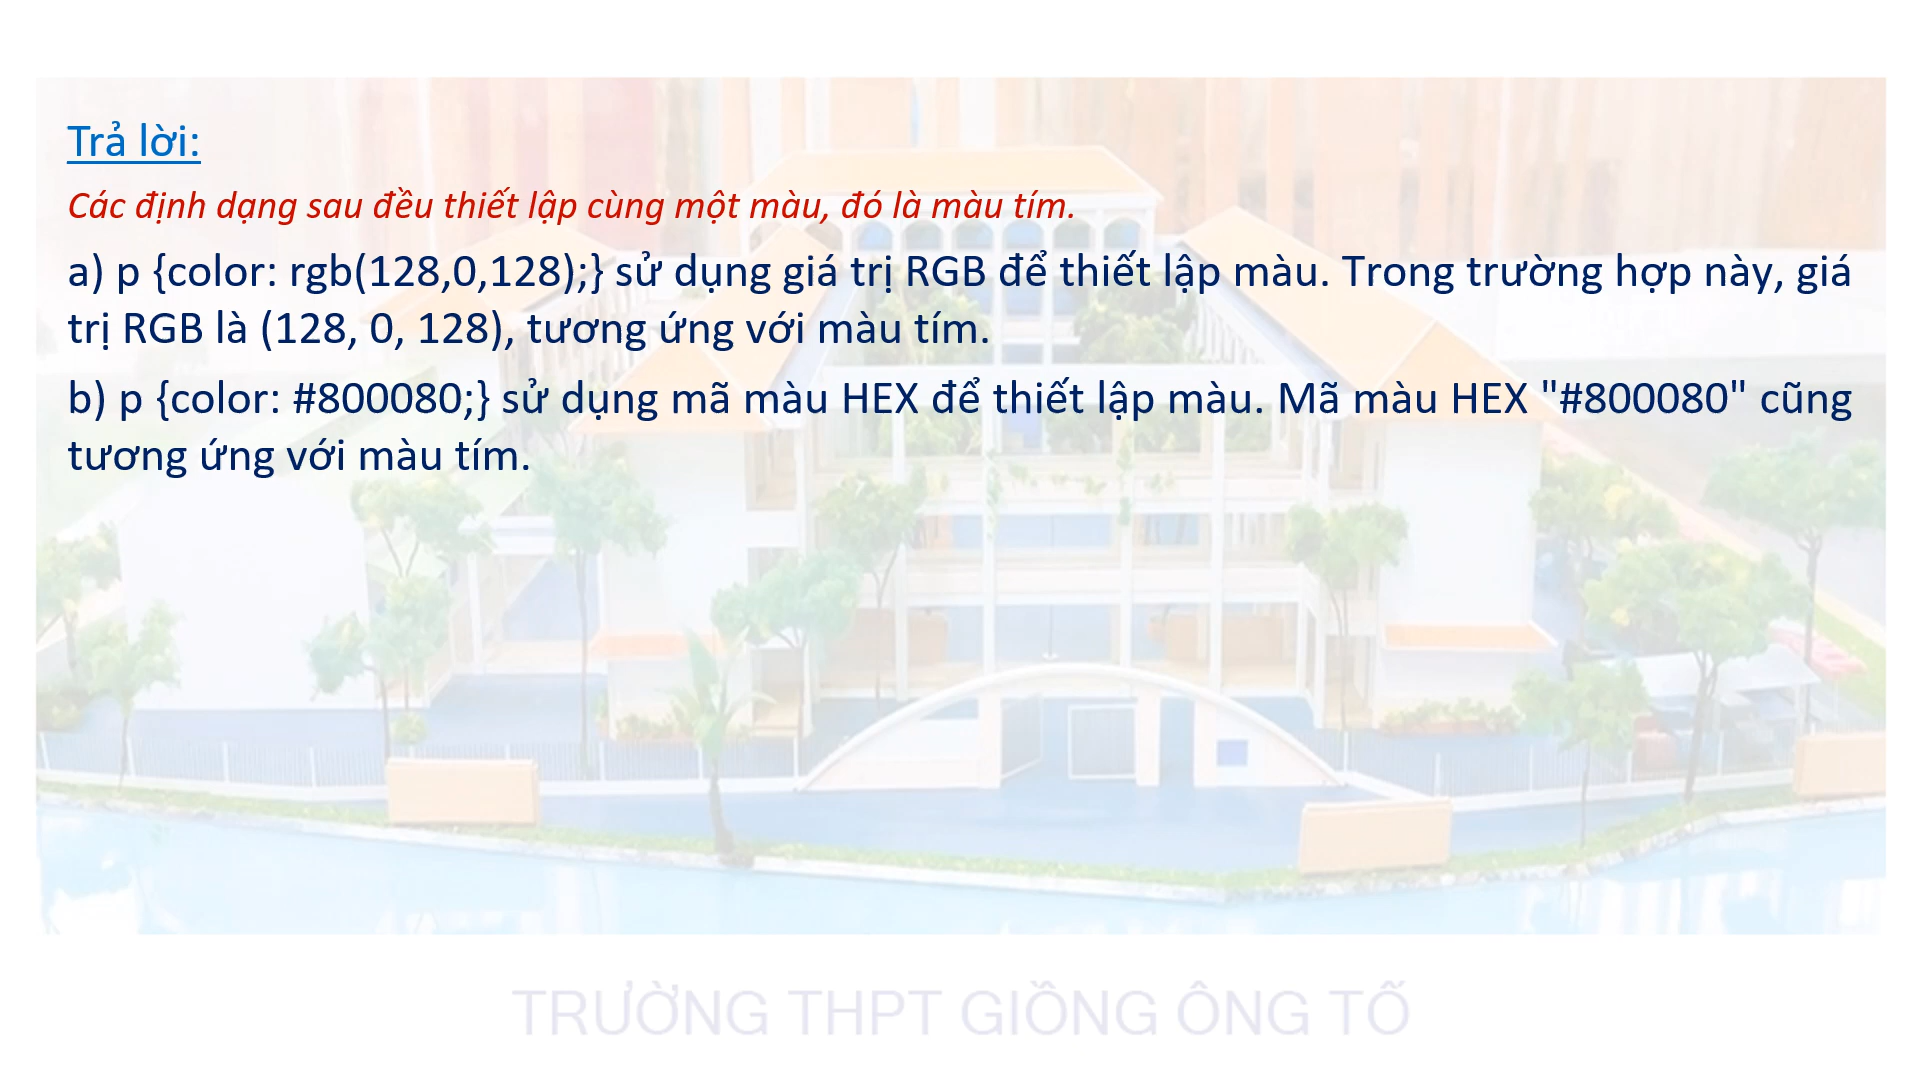 Trả lời:
Các định dạng sau đều thiết lập cùng một màu, đó là màu tím.
a) p {color: rgb(128,0,128);} sử dụng giá trị RGB để thiết lập màu. Trong trường hợp này, giá
trị RGB là (128, 0, 128), tương ứng với màu tím.
b) p {color: #800080;} sử dụng mã màu HEX để thiết lập màu. Mã màu HEX "#800080" cũng
tương ứng với màu tím.
TRƯỜNG THPT GIỒNG ÔNG TỐ